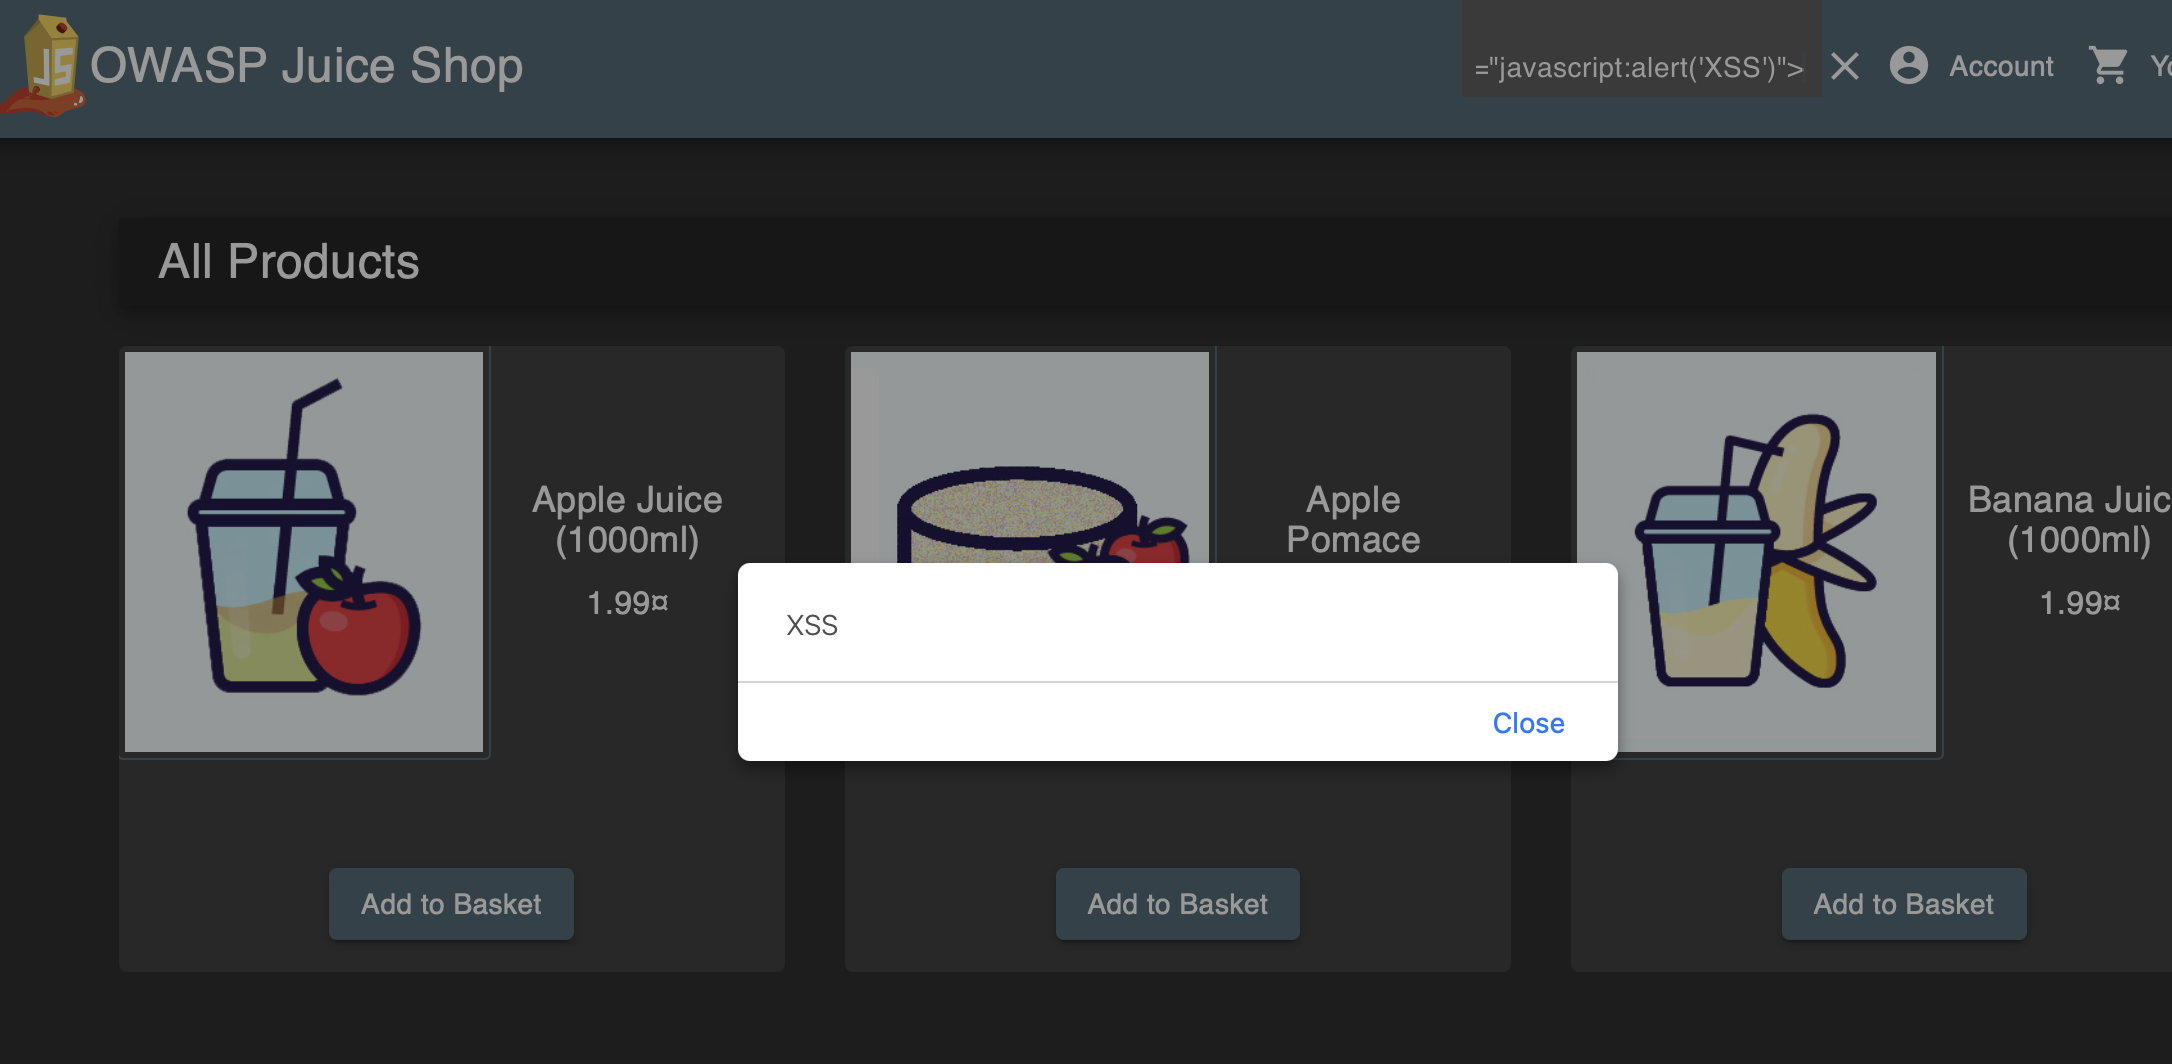 JS
OWASP Juice Shop
="javascript:alert('XSS')">
Account
All Products
Apple Juice
(1000ml)
1.99¤
Apple
Pomace
Banana Juic
(1000ml)
1.99¤
XSS
Close
Add to Basket
Add to Basket
Add to Basket